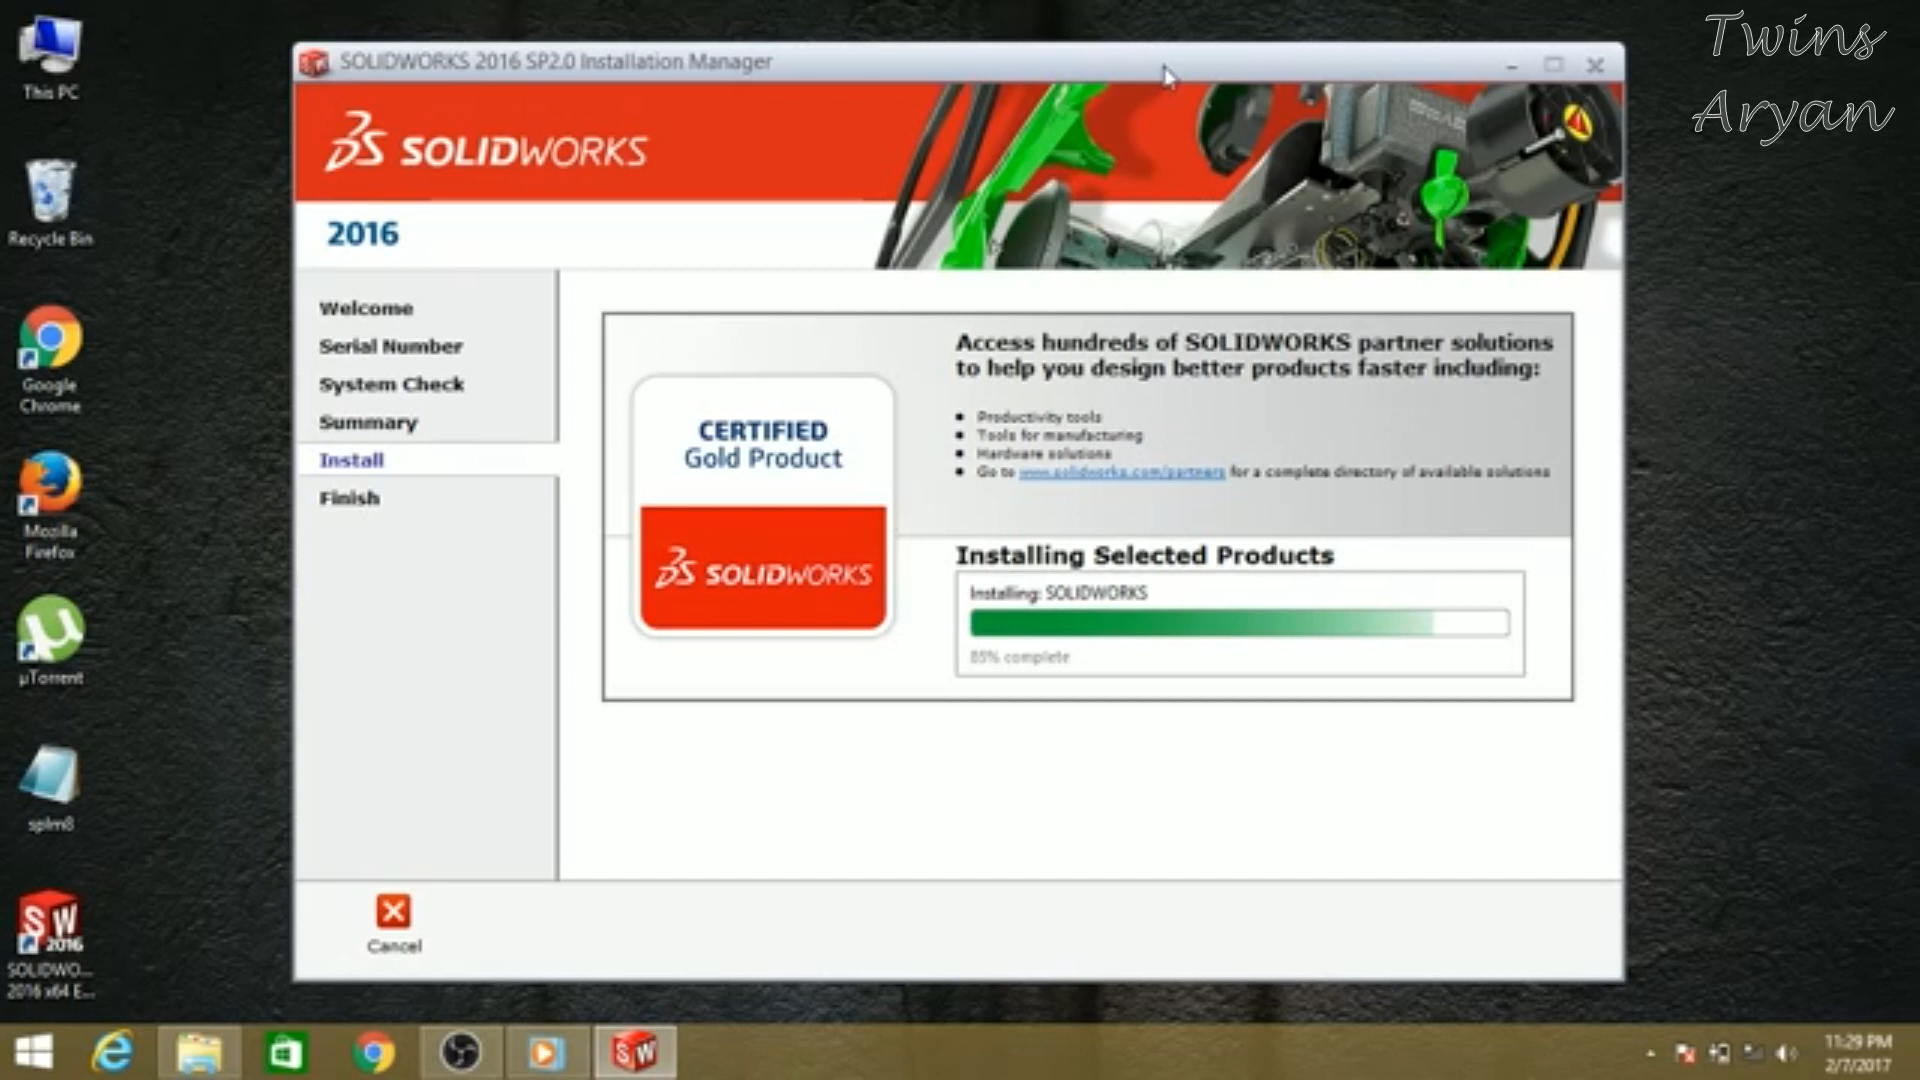 This PC
Recycle Bin
Google
Chrome
Mozilla
Firefox
µTorrent
splm8
SW
2016
SOLIDWO...
2016 x64 E...
SOLIDWORKS 2016 SP2.0 Installation Manager
SOLIDWORKS
2016
Welcome
Serial Number
System Check
Summary
Install
Finish
CERTIFIED
Gold Product
SOLIDWORKS
Access hundreds of SOLIDWORKS partner solutions
to help you design better products faster including:
Productivity tools
Tools for manufacturing
Hardware solutions
Go to www.solidworks.com/partners for a complete directory of available solutions
Installing Selected Products
Installing: SOLIDWORKS
85% complete
Cancel
Twins
Aryan
SW
11:29 PM
2/7/2017